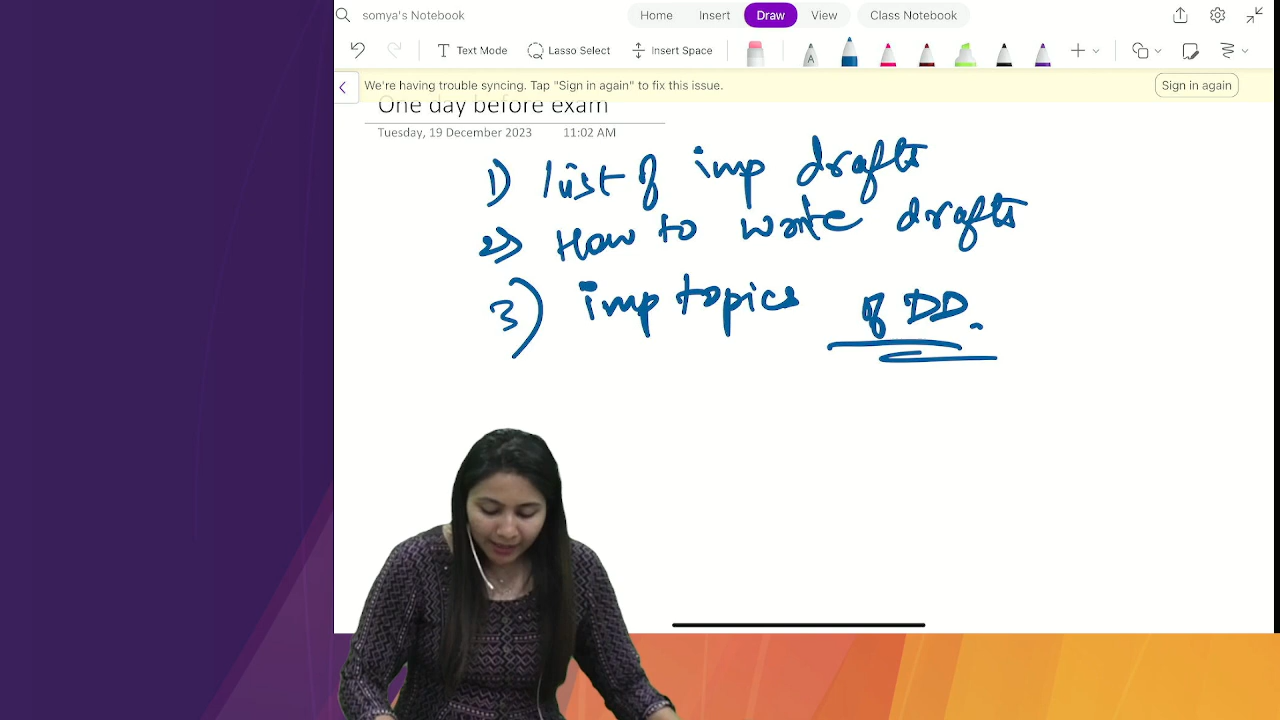 somya's Notebook
Home Insert Draw View Class Notebook
Text Mode Lasso Select Insert Space
We're having trouble syncing. Tap "Sign in again" to fix this issue. Sign in again
One day before exam
Tuesday, 19 December 2023 11:02 AM
1) list of imp drafts
2) How to write drafts
3) imp topics of DD.